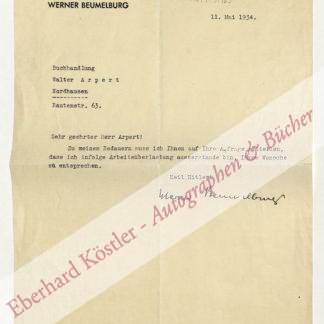 WERNER BEUMELBURG
11. Mai 1934.
Buchhandlung
Walter Arpert
Nordhausen
Rautenstr. 63.
Sehr geehrter Herr Arpert!
Zu meinem Bedauern muss ich Ihnen auf Ihre Anfrage mitteilen,
dass ich infolge Arbeitsüberlastung ausserstande bin, Ihrem Wunsche
zu entsprechen.
Heil Hitler!
Werner Beumelburg
Eberhard Köstler - Autographen & Bücher